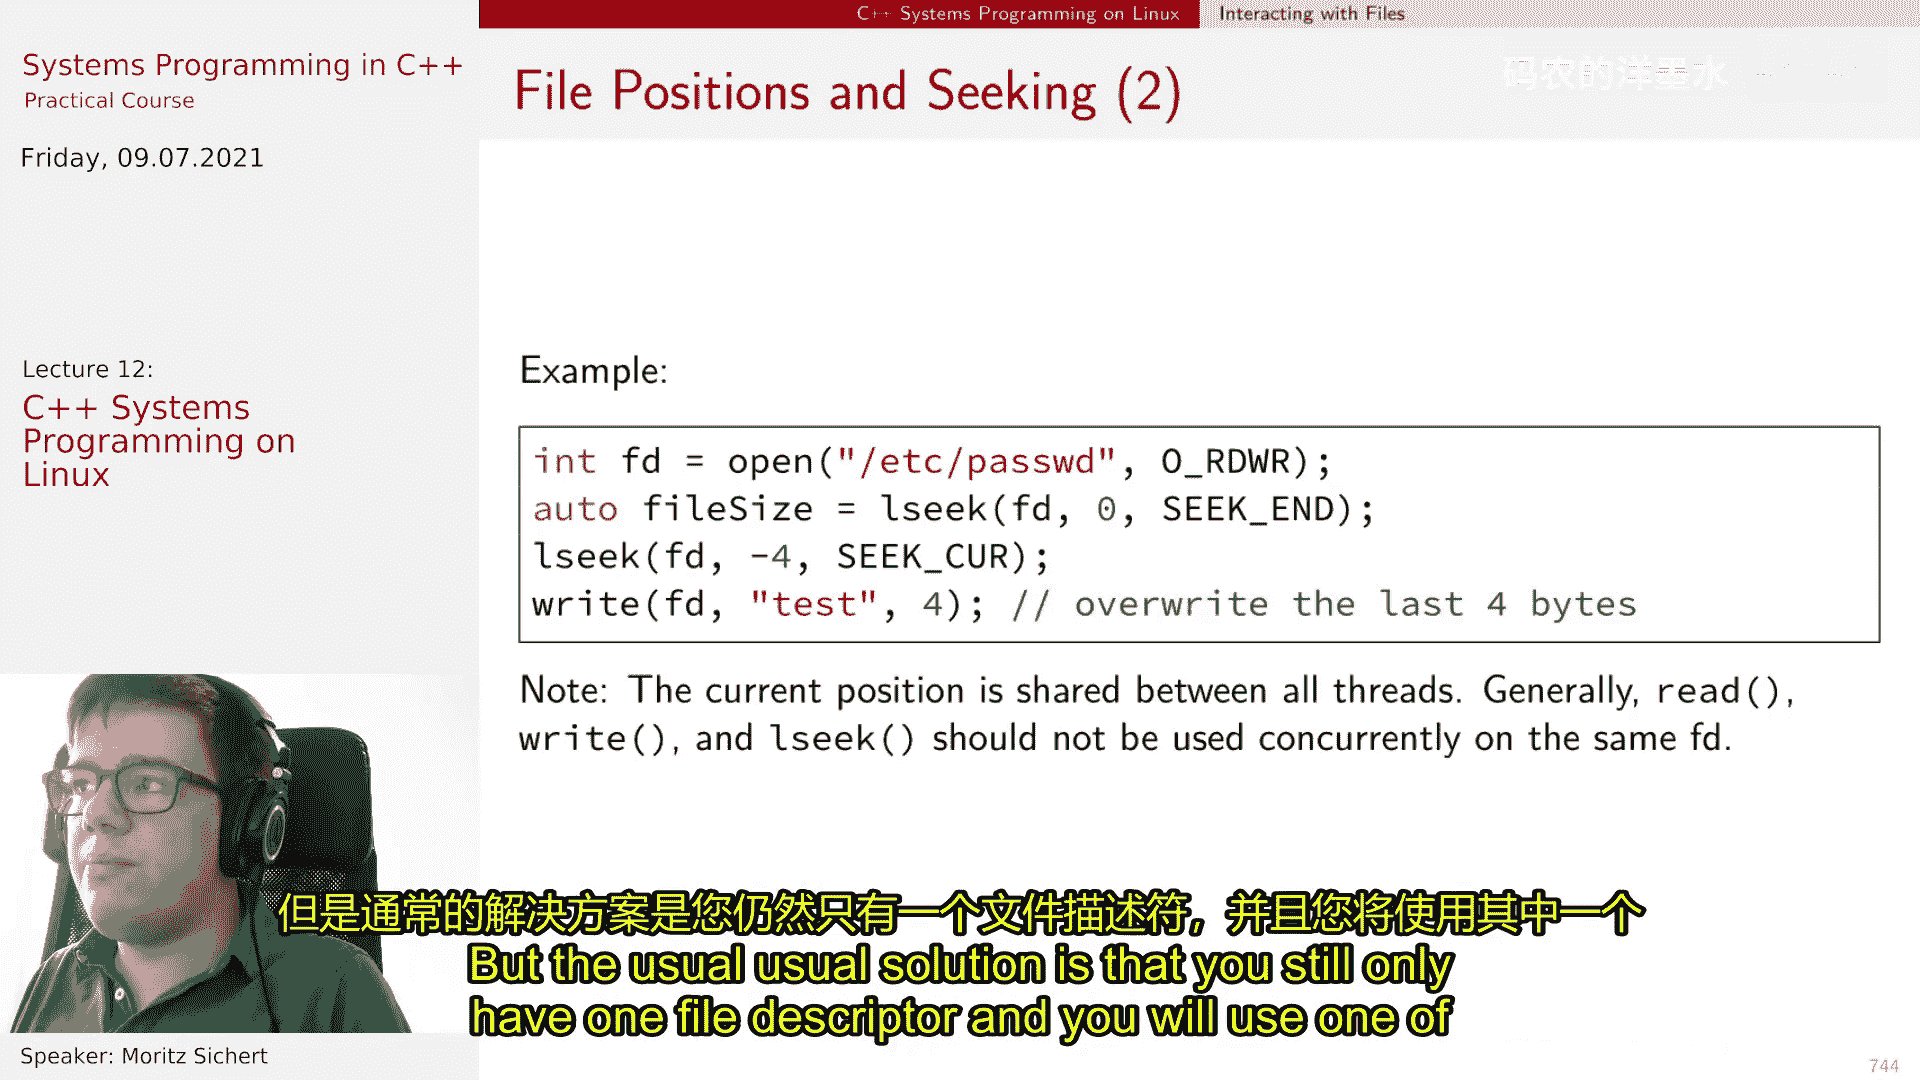 C++ Systems Programming on Linux
Interacting with Files
Systems Programming in C++
Practical Course
Friday, 09.07.2021
File Positions and Seeking (2)
码农的洋墨水
Lecture 12:
C++ Systems
Programming on
Linux
Example:
int fd = open("/etc/passwd", O_RDWR);
auto fileSize = lseek(fd, 0, SEEK_END);
lseek(fd, -4, SEEK_CUR);
write(fd, "test", 4); // overwrite the last 4 bytes
Note: The current position is shared between all threads. Generally, read(),
write(), and lseek() should not be used concurrently on the same fd.
但是通常的解决方案是您仍然只有一个文件描述符，并且您将使用其中一个
But the usual usual solution is that you still only
have one file descriptor and you will use one of
Speaker: Moritz Sichert
744